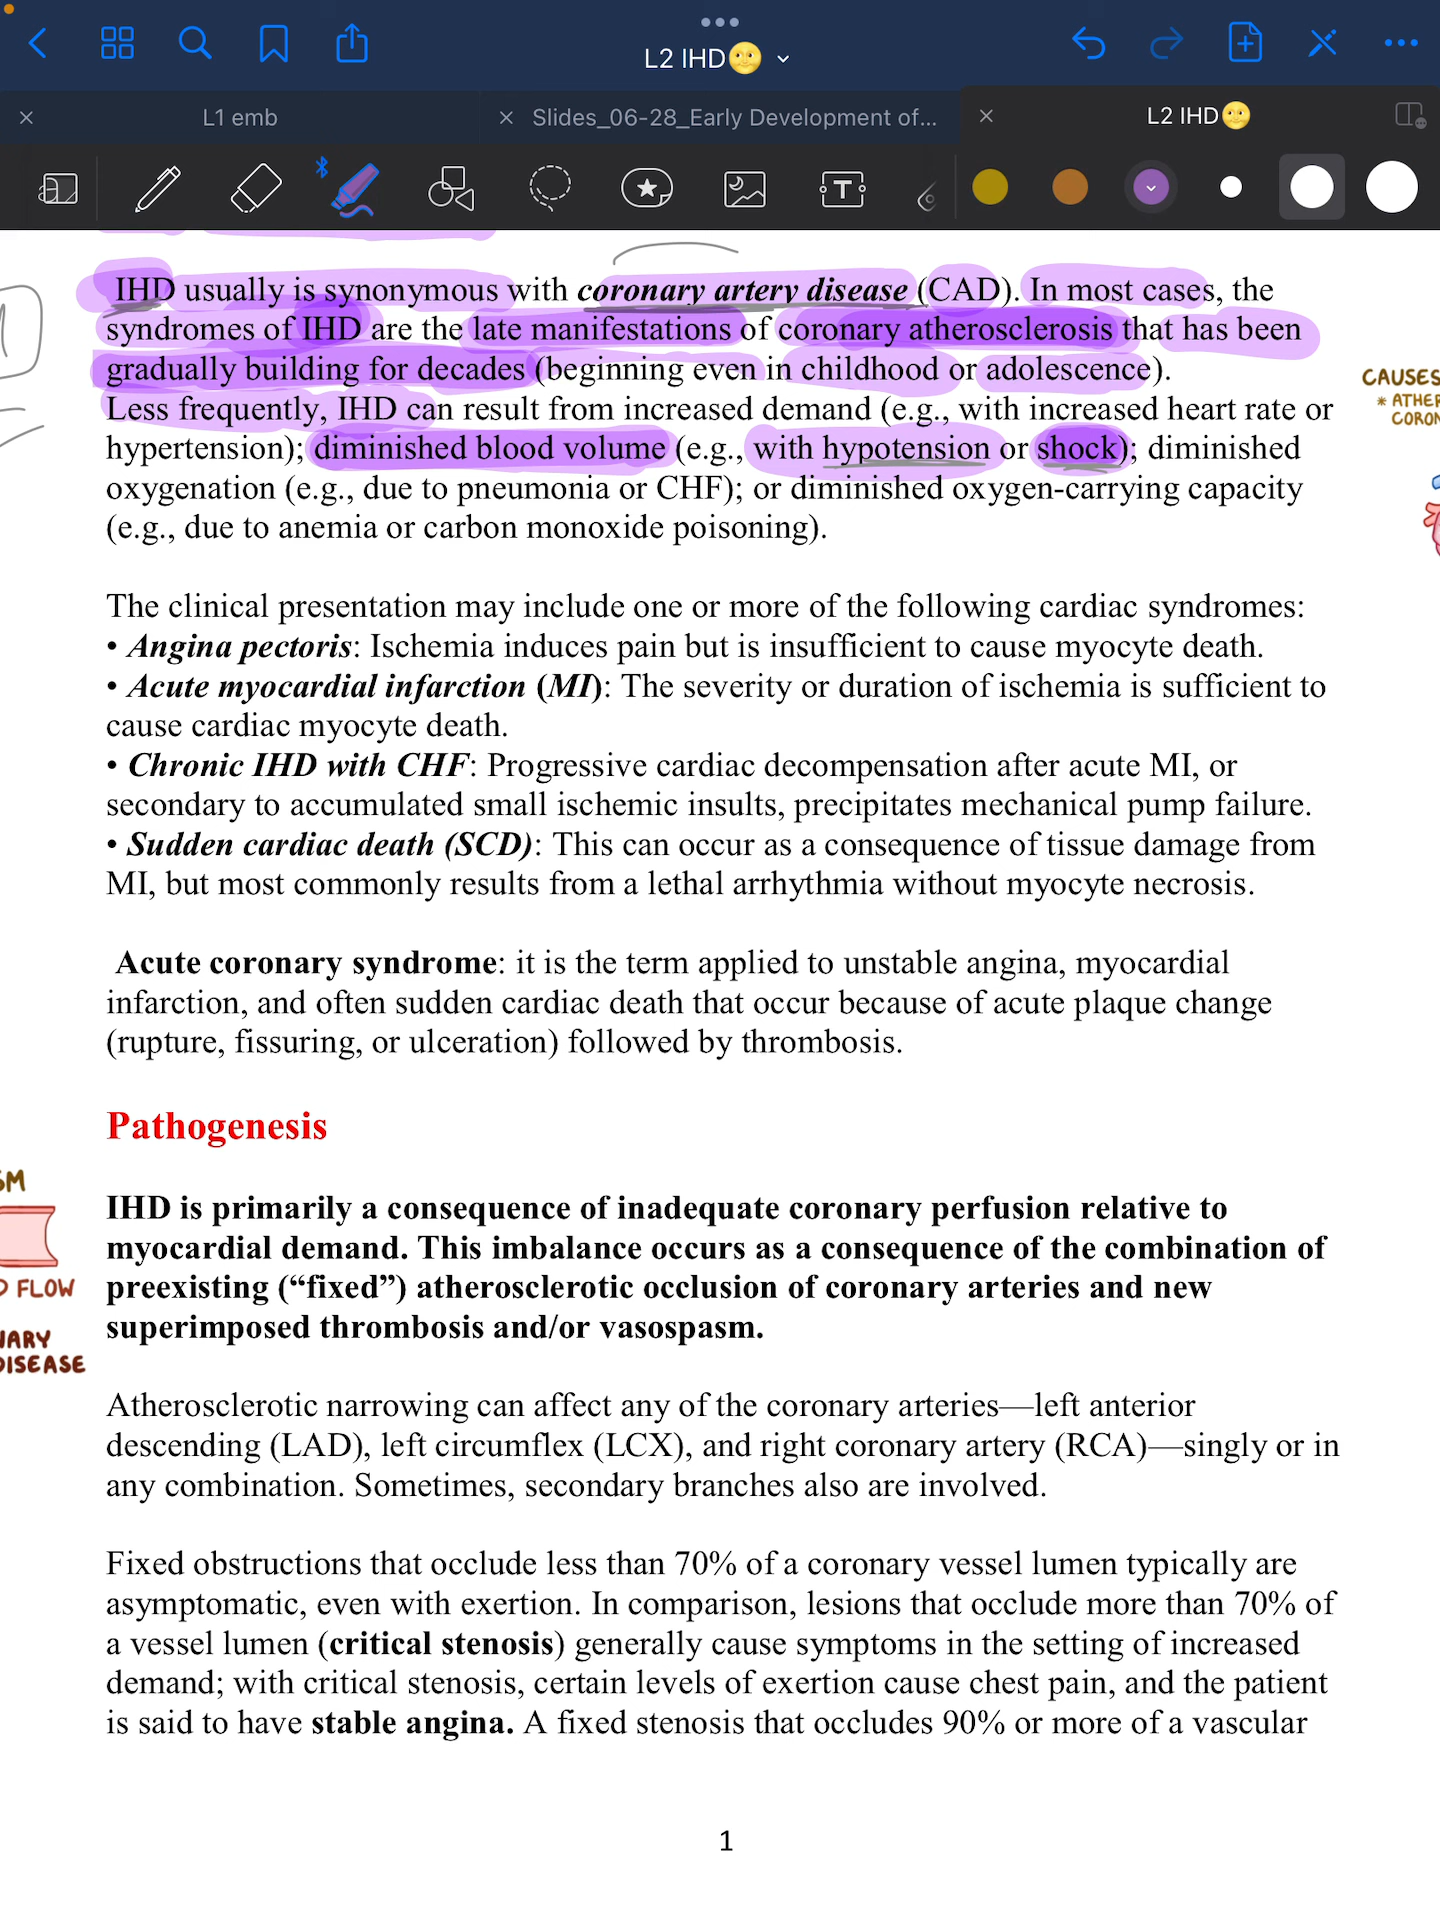 L2 IHD🌝
L1 emb
Slides_06-28_Early Development of...
L2 IHD🌝
IHD usually is synonymous with coronary artery disease (CAD). In most cases, the
syndromes of IHD are the late manifestations of coronary atherosclerosis that has been
gradually building for decades (beginning even in childhood or adolescence).
Less frequently, IHD can result from increased demand (e.g., with increased heart rate or
hypertension); diminished blood volume (e.g., with hypotension or shock); diminished
oxygenation (e.g., due to pneumonia or CHF); or diminished oxygen-carrying capacity
(e.g., due to anemia or carbon monoxide poisoning).
CAUSES
* ATHER
CORON
The clinical presentation may include one or more of the following cardiac syndromes:
• Angina pectoris: Ischemia induces pain but is insufficient to cause myocyte death.
• Acute myocardial infarction (MI): The severity or duration of ischemia is sufficient to
cause cardiac myocyte death.
• Chronic IHD with CHF: Progressive cardiac decompensation after acute MI, or
secondary to accumulated small ischemic insults, precipitates mechanical pump failure.
• Sudden cardiac death (SCD): This can occur as a consequence of tissue damage from
MI, but most commonly results from a lethal arrhythmia without myocyte necrosis.
Acute coronary syndrome: it is the term applied to unstable angina, myocardial
infarction, and often sudden cardiac death that occur because of acute plaque change
(rupture, fissuring, or ulceration) followed by thrombosis.
Pathogenesis
SM
FLOW
NARY
DISEASE
IHD is primarily a consequence of inadequate coronary perfusion relative to
myocardial demand. This imbalance occurs as a consequence of the combination of
preexisting (“fixed”) atherosclerotic occlusion of coronary arteries and new
superimposed thrombosis and/or vasospasm.
Atherosclerotic narrowing can affect any of the coronary arteries—left anterior
descending (LAD), left circumflex (LCX), and right coronary artery (RCA)—singly or in
any combination. Sometimes, secondary branches also are involved.
Fixed obstructions that occlude less than 70% of a coronary vessel lumen typically are
asymptomatic, even with exertion. In comparison, lesions that occlude more than 70% of
a vessel lumen (critical stenosis) generally cause symptoms in the setting of increased
demand; with critical stenosis, certain levels of exertion cause chest pain, and the patient
is said to have stable angina. A fixed stenosis that occludes 90% or more of a vascular
1